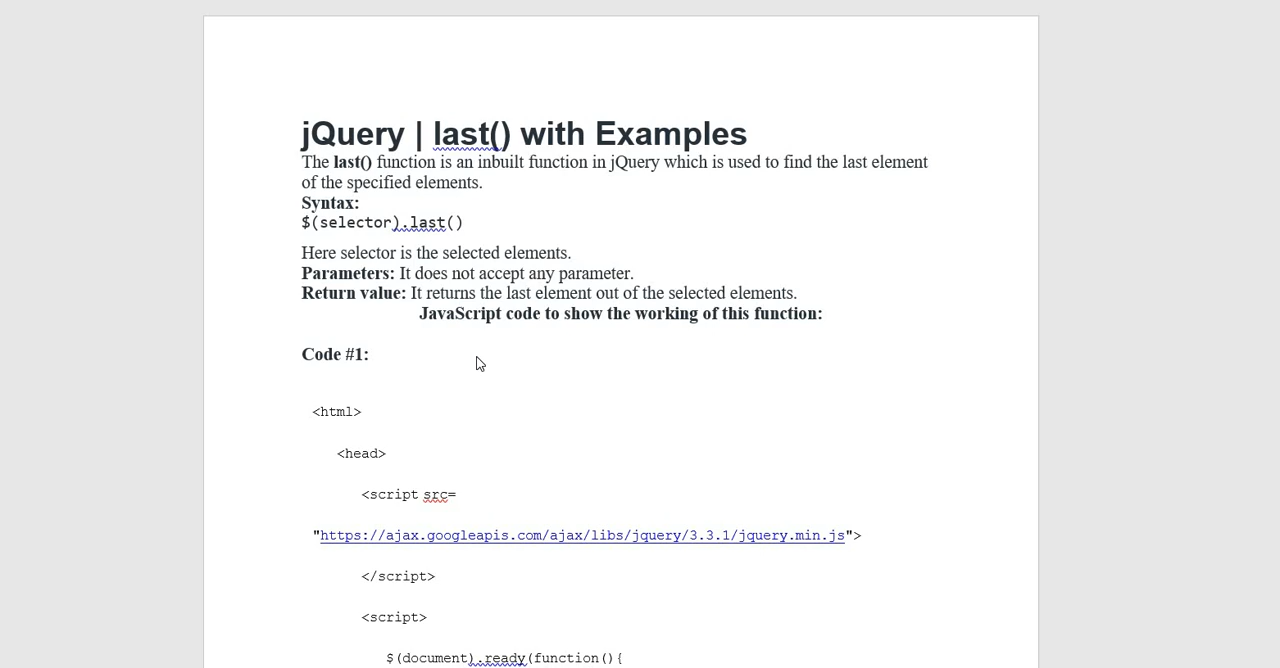 jQuery | last() with Examples
The last() function is an inbuilt function in jQuery which is used to find the last element
of the specified elements.
Syntax:
$(selector).last()
Here selector is the selected elements.
Parameters: It does not accept any parameter.
Return value: It returns the last element out of the selected elements.
JavaScript code to show the working of this function:
Code #1:
<html>
<head>
<script src=
"https://ajax.googleapis.com/ajax/libs/jquery/3.3.1/jquery.min.js">
</script>
<script>
$(document).ready(function(){